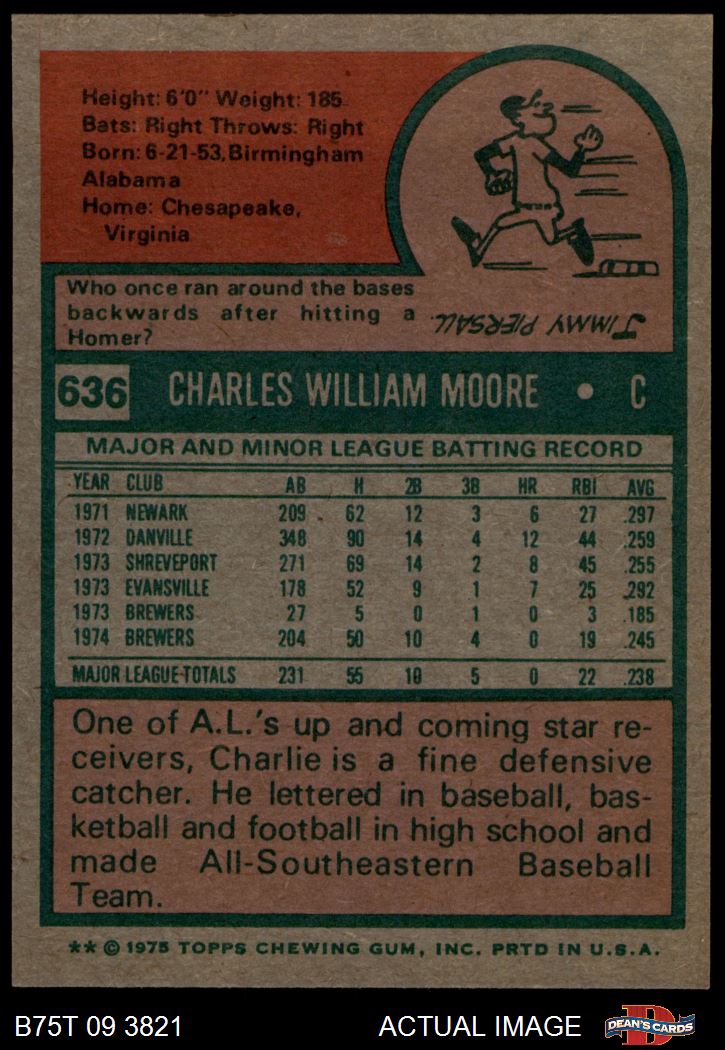 Height: 6'0" Weight: 185
Bats: Right Throws: Right
Born: 6-21-53, Birmingham
Alabama
Home: Chesapeake,
Virginia
Who once ran around the bases
backwards after hitting a
Homer?
JIMMY PIERSALL.
636 CHARLES WILLIAM MOORE • C
MAJOR AND MINOR LEAGUE BATTING RECORD
YEAR CLUB AB H 2B 3B HR RBI AVG
1971 NEWARK 209 62 12 3 6 27 .297
1972 DANVILLE 348 90 14 4 12 44 .259
1973 SHREVEPORT 271 69 14 2 8 45 .255
1973 EVANSVILLE 178 52 9 1 7 25 .292
1973 BREWERS 27 5 0 1 0 3 .185
1974 BREWERS 204 50 10 4 0 19 .245
MAJOR LEAGUE TOTALS 231 55 10 5 0 22 .238
One of A.L.'s up and coming star re-
ceivers, Charlie is a fine defensive
catcher. He lettered in baseball, bas-
ketball and football in high school and
made All-Southeastern Baseball
Team.
** © 1975 TOPPS CHEWING GUM, INC. PRTD IN U.S.A.
B75T 09 3821 ACTUAL IMAGE
D
DEAN'S CARDS